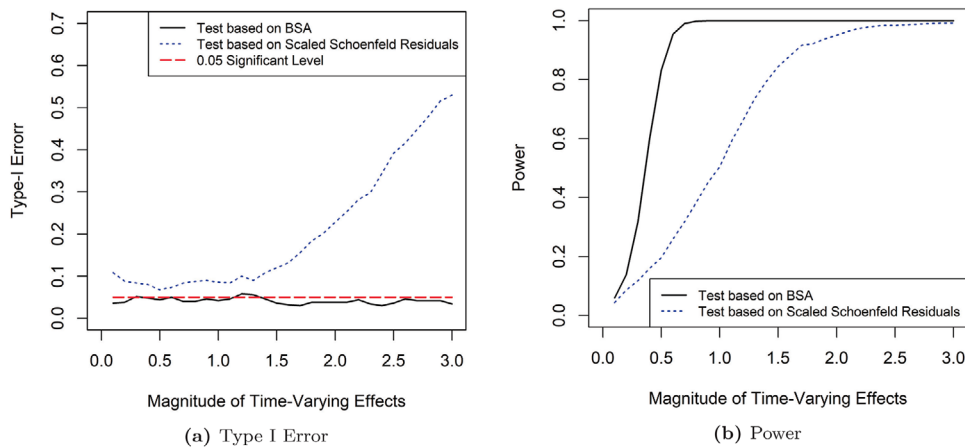 Test based on BSA
Test based on Scaled Schoenfeld Residuals
0.05 Significant Level
Type-I Errorr
0.7
0.6
0.5
0.4
0.3
0.2
0.1
0.0
0.0 0.5 1.0 1.5 2.0 2.5 3.0
Magnitude of Time-Varying Effects
(a) Type I Error
Power
1.0
0.8
0.6
0.4
0.2
0.0
Test based on BSA
Test based on Scaled Schoenfeld Residuals
0.0 0.5 1.0 1.5 2.0 2.5 3.0
Magnitude of Time-Varying Effects
(b) Power